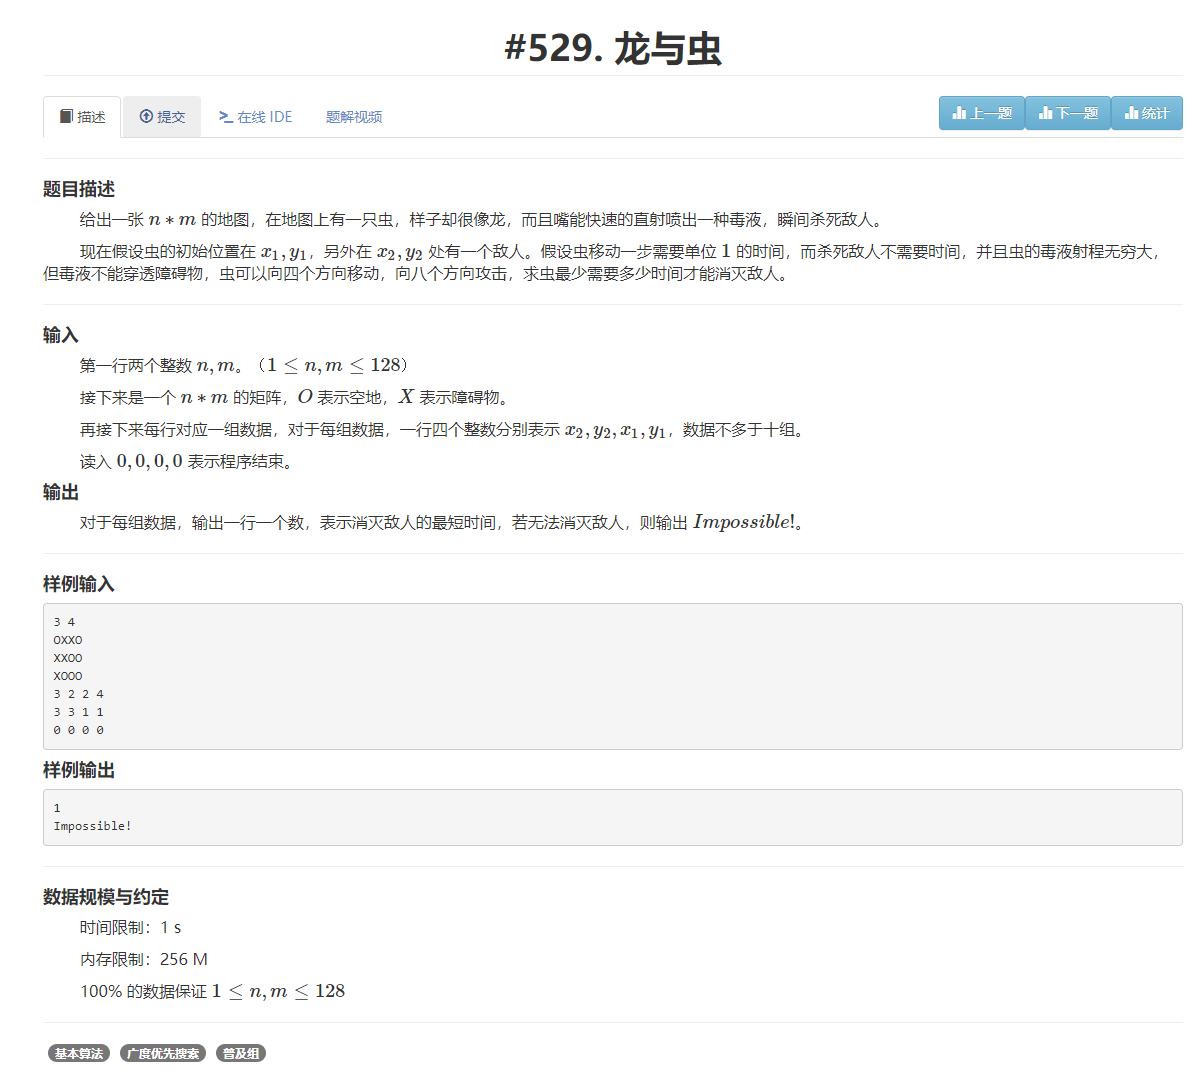 #529. 龙与虫
描述 提交 在线 IDE 题解视频 上一题 下一题 统计
题目描述
给出一张 n ∗ m 的地图，在地图上有一只虫，样子却很像龙，而且嘴能快速的直射喷出一种毒液，瞬间杀死敌人。
现在假设虫的初始位置在 x₁, y₁，另外在 x₂, y₂ 处有一个敌人。假设虫移动一步需要单位 1 的时间，而杀死敌人不需要时间，并且虫的毒液射程无穷大，
但毒液不能穿透障碍物，虫可以向四个方向移动，向八个方向攻击，求虫最少需要多少时间才能消灭敌人。
输入
第一行两个整数 n, m。（1 ≤ n, m ≤ 128）
接下来是一个 n ∗ m 的矩阵，O 表示空地，X 表示障碍物。
再接下来每行对应一组数据，对于每组数据，一行四个整数分别表示 x₂, y₂, x₁, y₁，数据不多于十组。
读入 0, 0, 0, 0 表示程序结束。
输出
对于每组数据，输出一行一个数，表示消灭敌人的最短时间，若无法消灭敌人，则输出 Impossible!。
样例输入
3 4
OXXO
XXOO
XOOO
3 2 2 4
3 3 1 1
0 0 0 0
样例输出
1
Impossible!
数据规模与约定
时间限制：1 s
内存限制：256 M
100% 的数据保证 1 ≤ n, m ≤ 128
基本算法 广度优先搜索 普及组